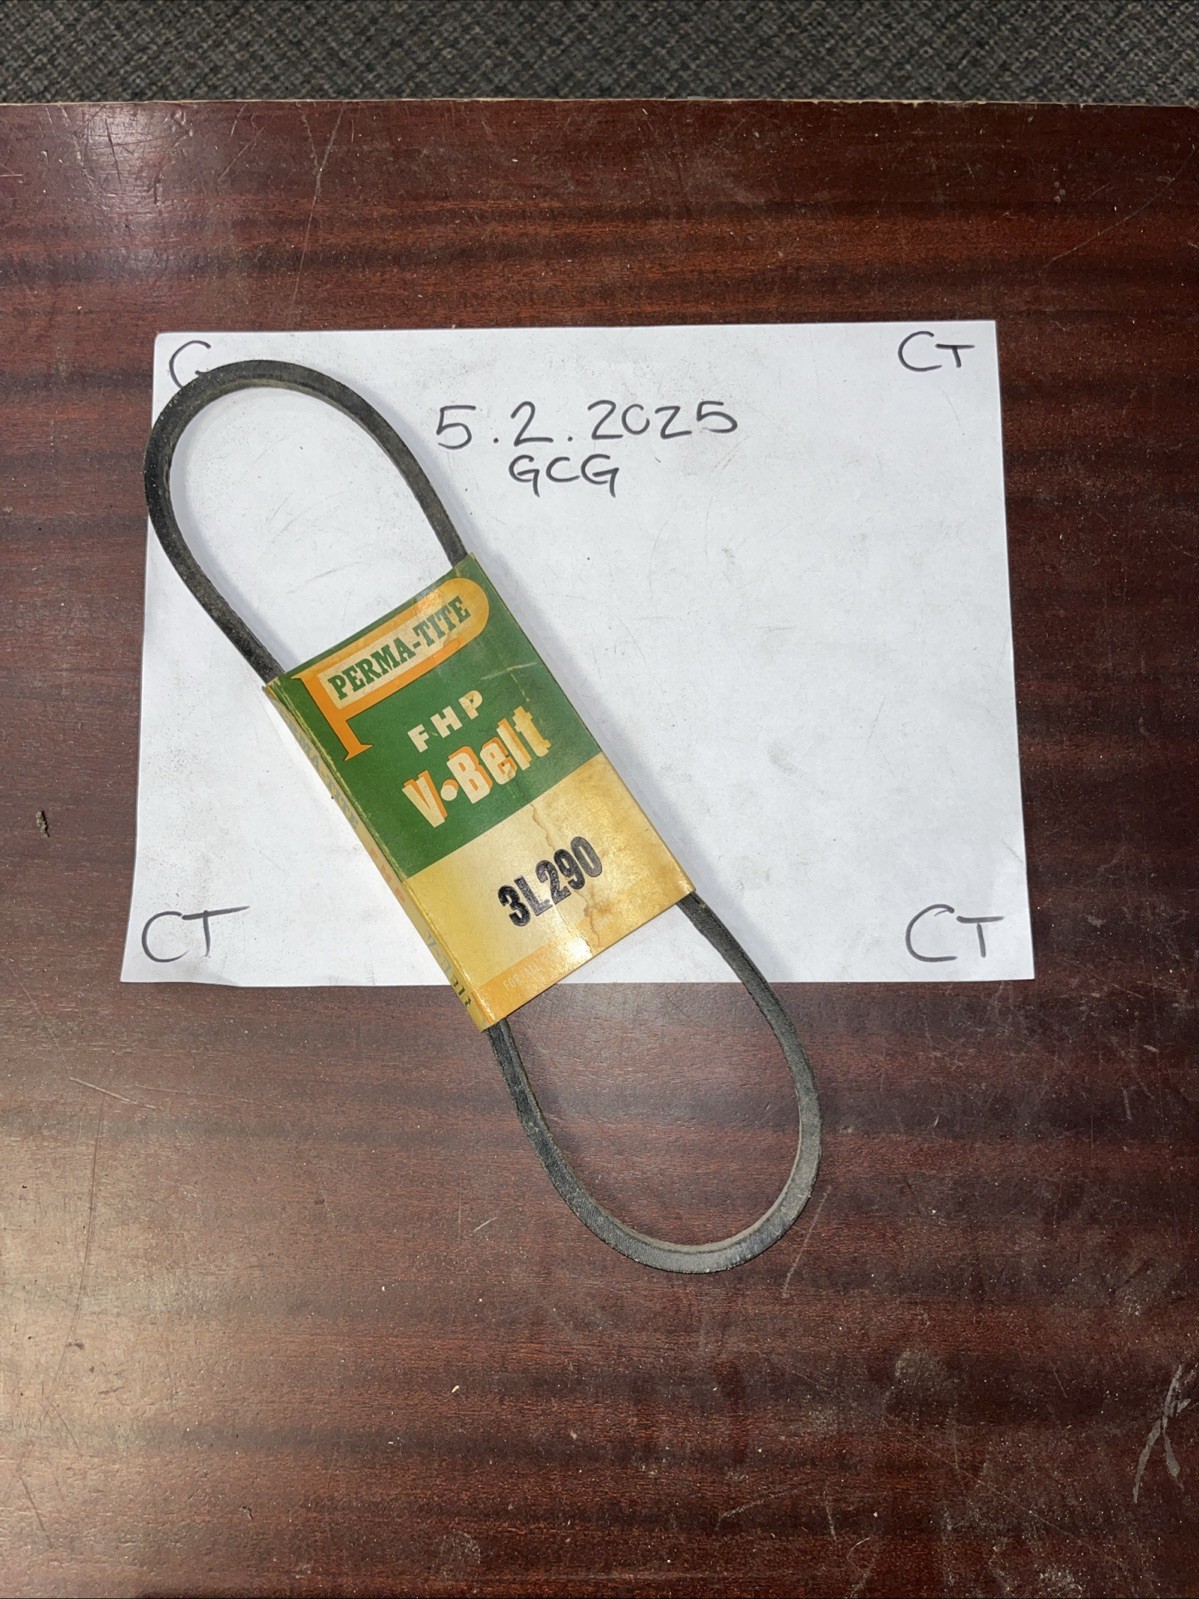 C
CT
5.2.2025
GCG
PERMA-TITE
FHP
V•Belt
3L290
CT
CT